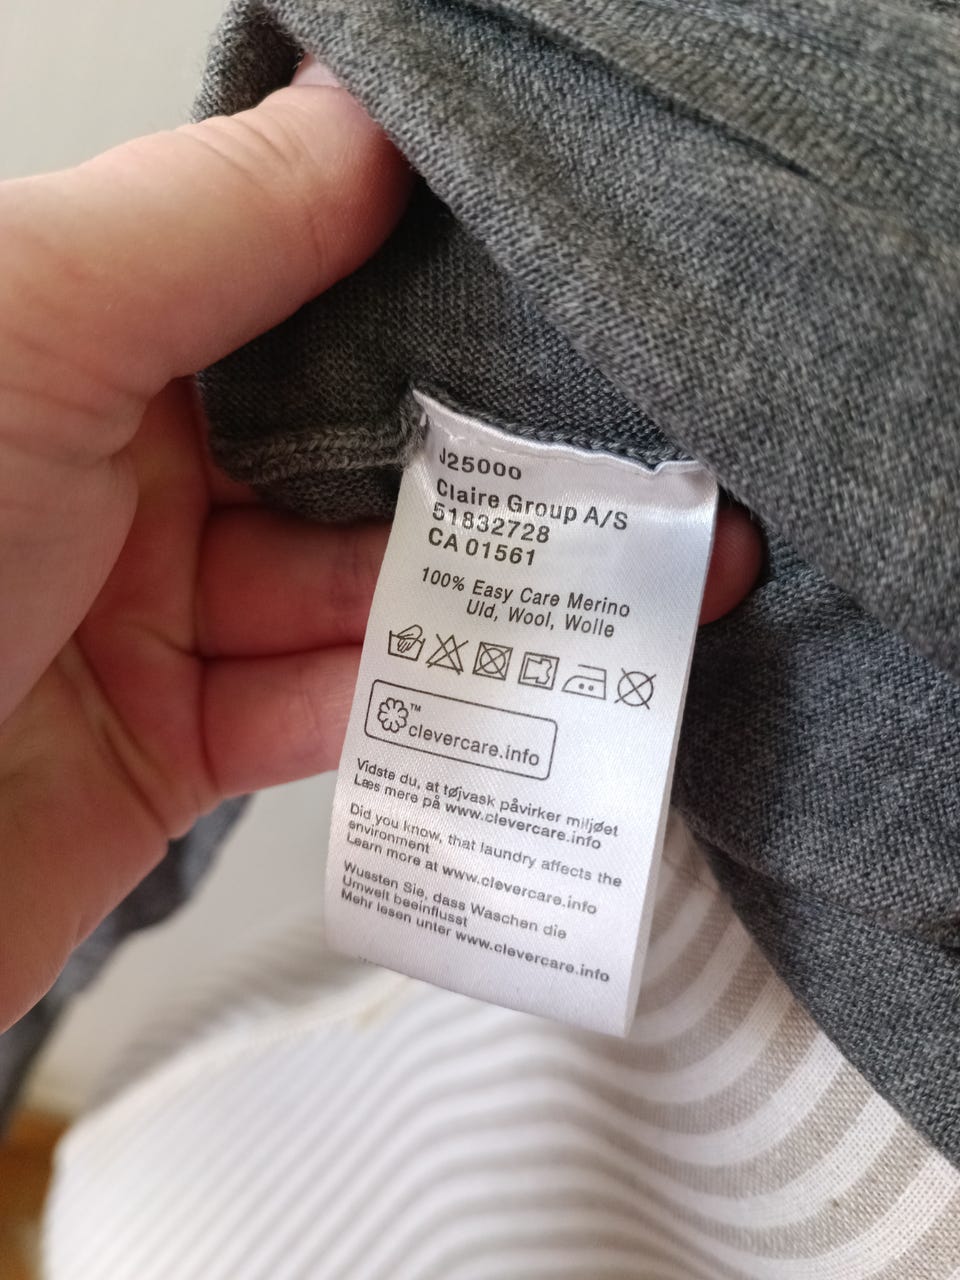 J25000
Claire Group A/S
51832728
CA 01561
100% Easy Care Merino
Uld, Wool, Wolle
™
clevercare.info
Vidste du, at tøjvask påvirker miljøet
Læs mere på www.clevercare.info
Did you know, that laundry affects the
environment
Learn more at www.clevercare.info
Wussten Sie, dass Waschen die
Umwelt beeinflusst
Mehr lesen unter www.clevercare.info